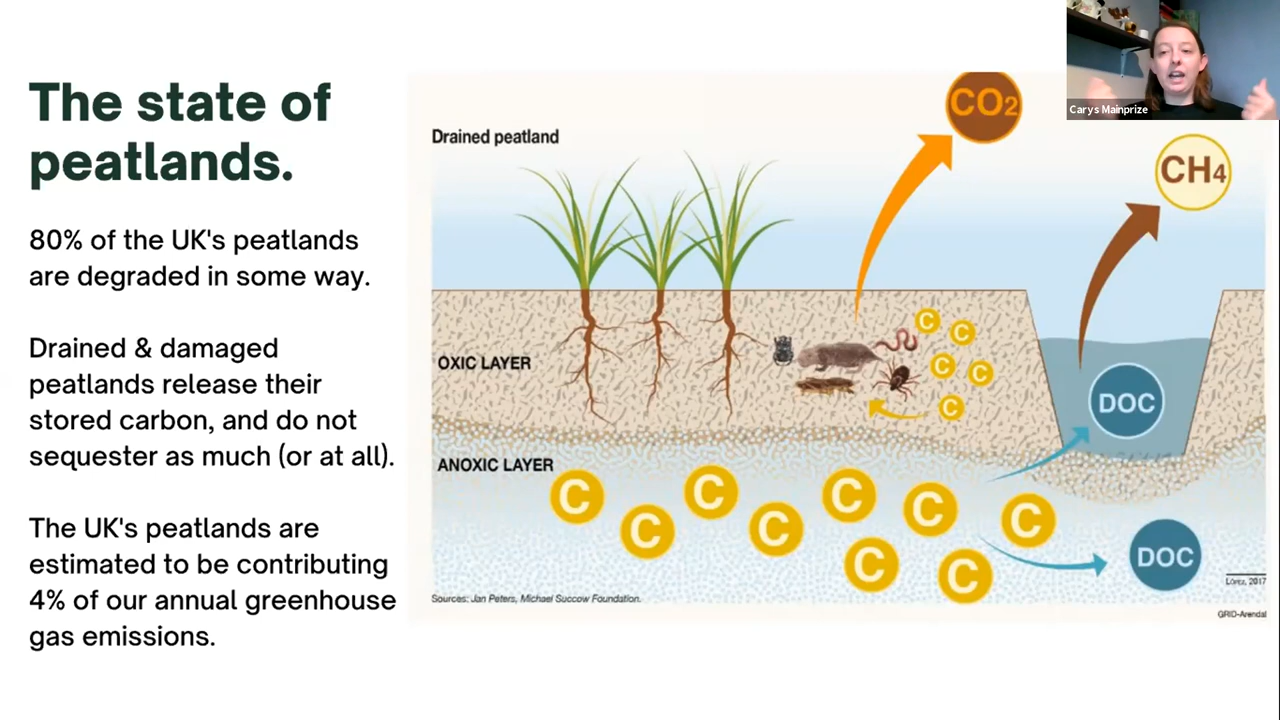 The state of
peatlands.
80% of the UK's peatlands
are degraded in some way.
Drained & damaged
peatlands release their
stored carbon, and do not
sequester as much (or at all).
The UK's peatlands are
estimated to be contributing
4% of our annual greenhouse
gas emissions.
Drained peatland
CO2
CH4
Carys Mainprize
OXIC LAYER
C
C
C
C
C
DOC
ANOXIC LAYER
C
C
C
C
C
C
C
C
C
DOC
2017
Sources: Jan Peters, Michael Succow Foundation.
GRID-Arendal